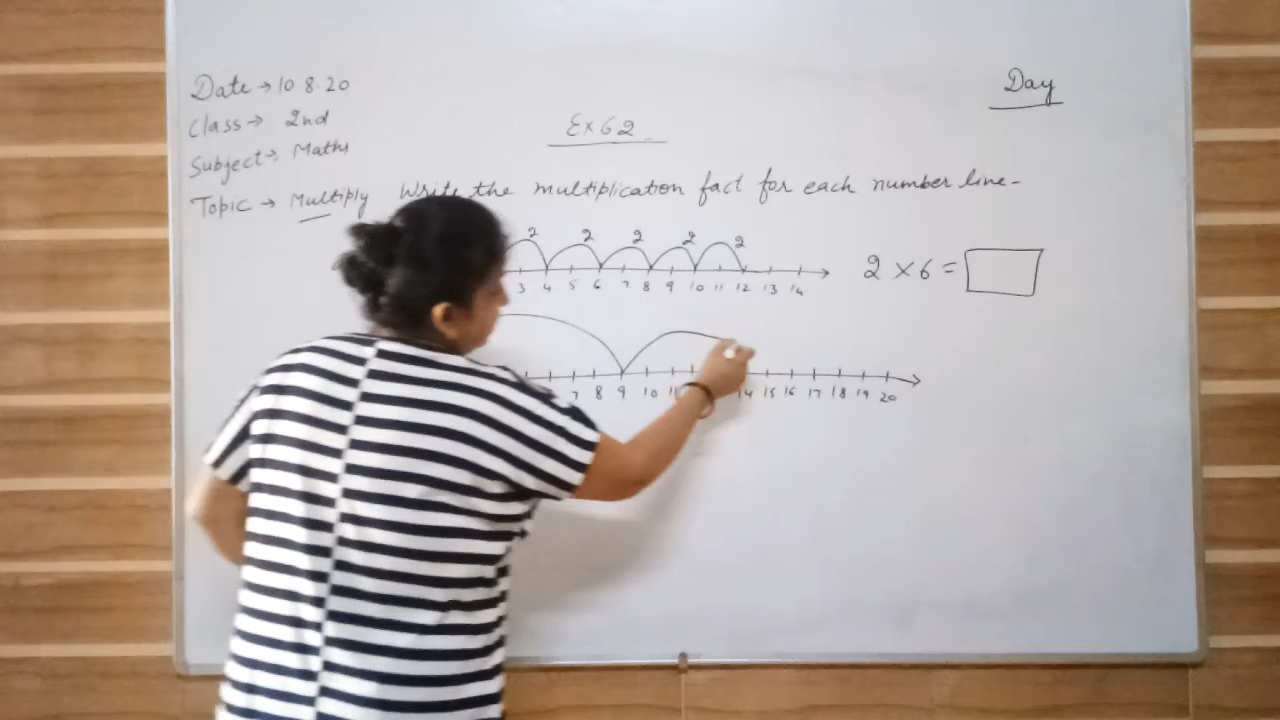 Date → 10 8.20
Day
Class → 2nd
Ex 6 2
Subject → Maths
Topic → Multiply Write the multiplication fact for each number line-
2 2 2 2 2
3 4 5 6 7 8 9 10 11 12 13 14
2 × 6 =
7 8 9 10 14 15 16 17 18 19 20